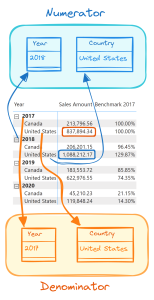 Numerator
Year
Country
2018
United States
Year Sales Amount Benchmark 2017
2017
Canada 213,796.56 100.00%
United States 837,894.34 100.00%
2018
Canada 206,201.15 96.45%
United States 1,088,212.17 129.87%
2019
Canada 183,553.72 85.85%
United States 622,976.55 74.35%
2020
Canada 45,210.23 21.15%
United States 119,848.24 14.30%
Year
Country
2017
United States
Denominator